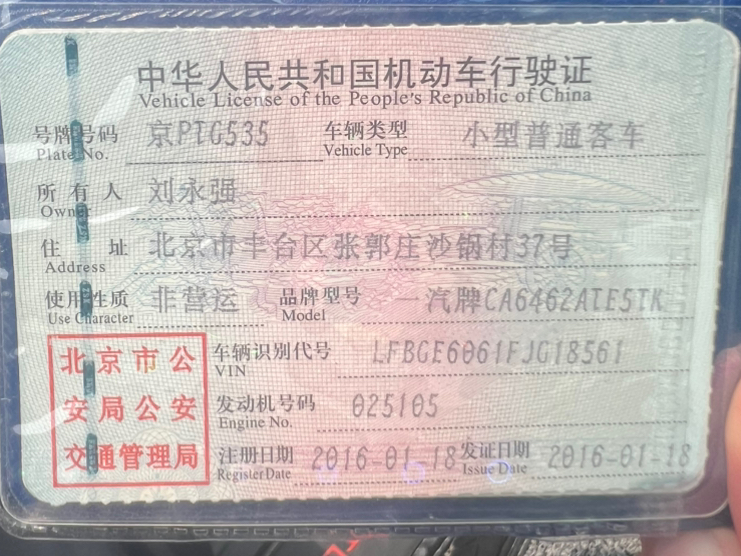 中华人民共和国机动车行驶证
Vehicle License of the People's Republic of China
号牌号码 京PTG535 车辆类型 小型普通客车
Plate No. Vehicle Type
所有人 刘永强
Owner
住址 北京市丰台区张郭庄沙锅村37号
Address
使用性质 非营运 品牌型号 一汽牌CA6462ATE5TK
Use Character Model
北京市公 车辆识别代号 LFBGE6061FJG18561
VIN
安局公安 发动机号码 025105
Engine No.
交通管理局 注册日期 2016-01-18 发证日期 2016-01-18
Register Date Issue Date